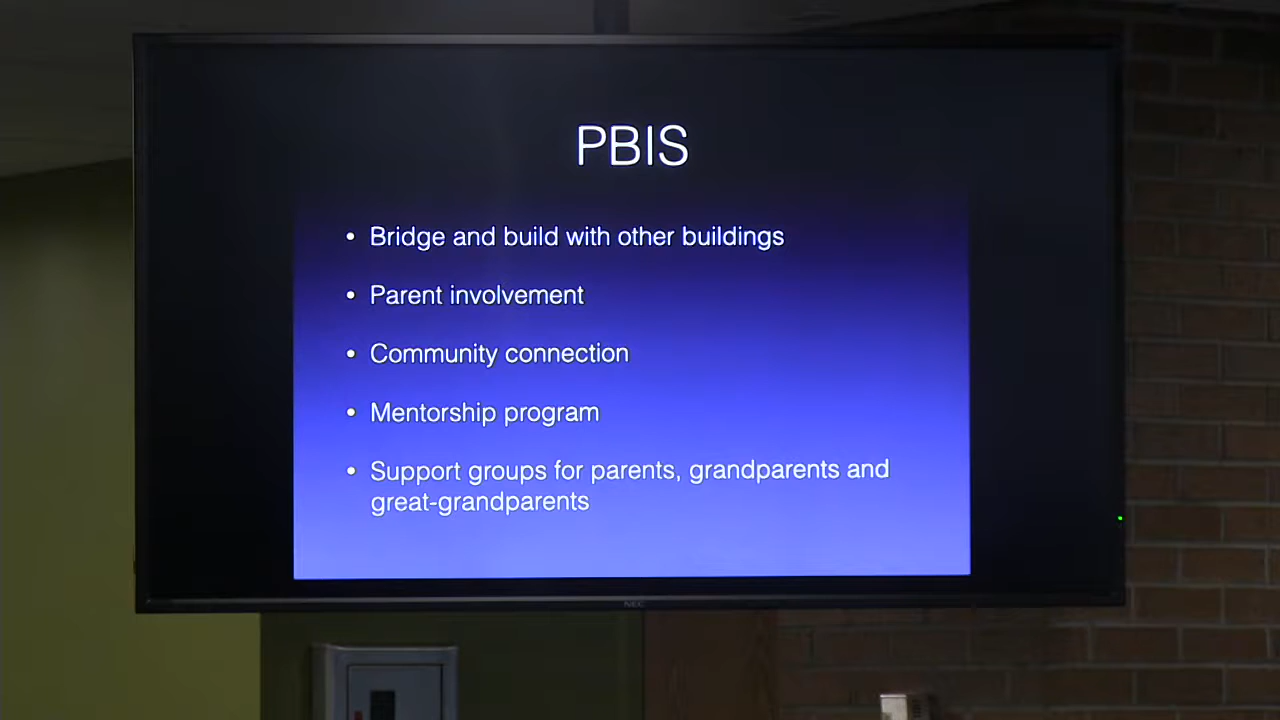 PBIS
• Bridge and build with other buildings
• Parent involvement
• Community connection
• Mentorship program
• Support groups for parents, grandparents and
great-grandparents
NEC